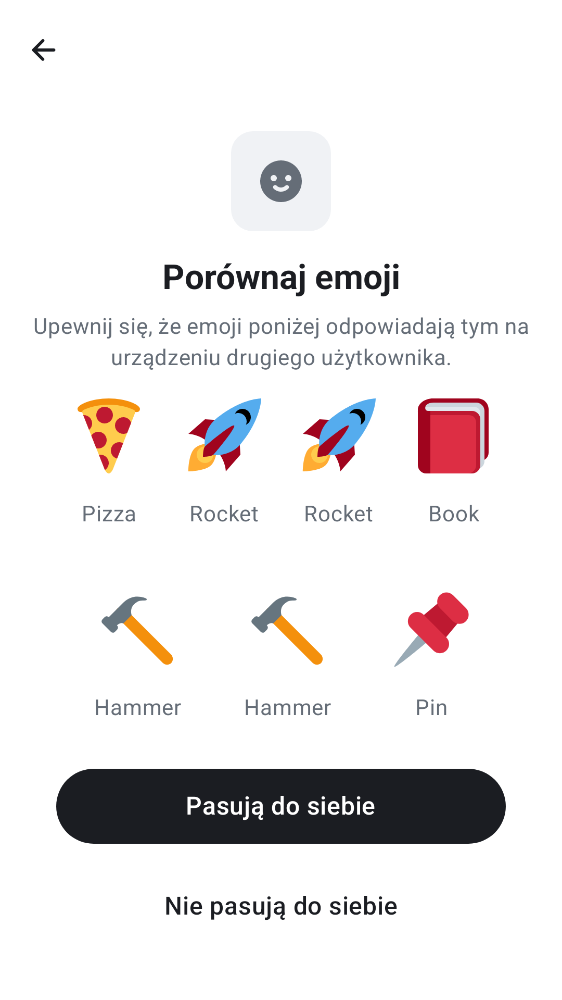 Porównaj emoji
Upewnij się, że emoji poniżej odpowiadają tym na
urządzeniu drugiego użytkownika.
Pizza Rocket Rocket Book
Hammer Hammer Pin
Pasują do siebie
Nie pasują do siebie